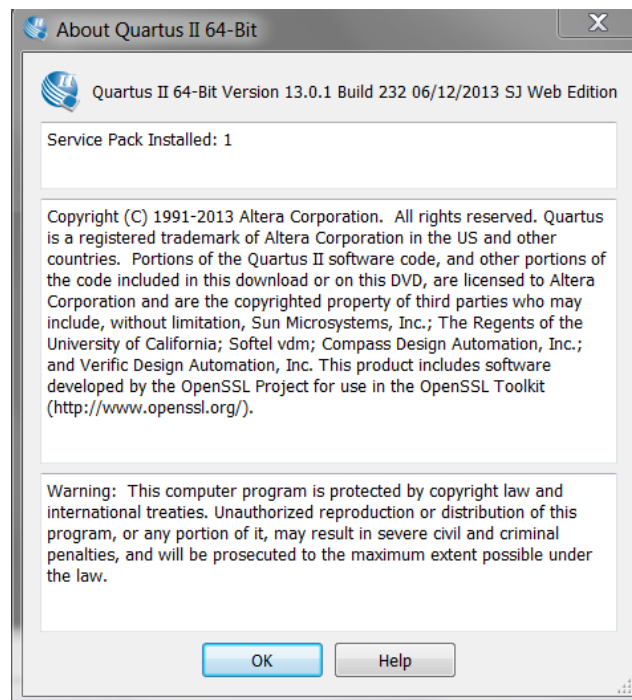 About Quartus II 64-Bit
Quartus II 64-Bit Version 13.0.1 Build 232 06/12/2013 SJ Web Edition
Service Pack Installed: 1
Copyright (C) 1991-2013 Altera Corporation.  All rights reserved. Quartus
is a registered trademark of Altera Corporation in the US and other
countries.  Portions of the Quartus II software code, and other portions of
the code included in this download or on this DVD, are licensed to Altera
Corporation and are the copyrighted property of third parties who may
include, without limitation, Sun Microsystems, Inc.; The Regents of the
University of California; Softel vdm; Compass Design Automation, Inc.;
and Verific Design Automation, Inc. This product includes software
developed by the OpenSSL Project for use in the OpenSSL Toolkit
(http://www.openssl.org/).
Warning:  This computer program is protected by copyright law and
international treaties. Unauthorized reproduction or distribution of this
program, or any portion of it, may result in severe civil and criminal
penalties, and will be prosecuted to the maximum extent possible under
the law.
OK
Help